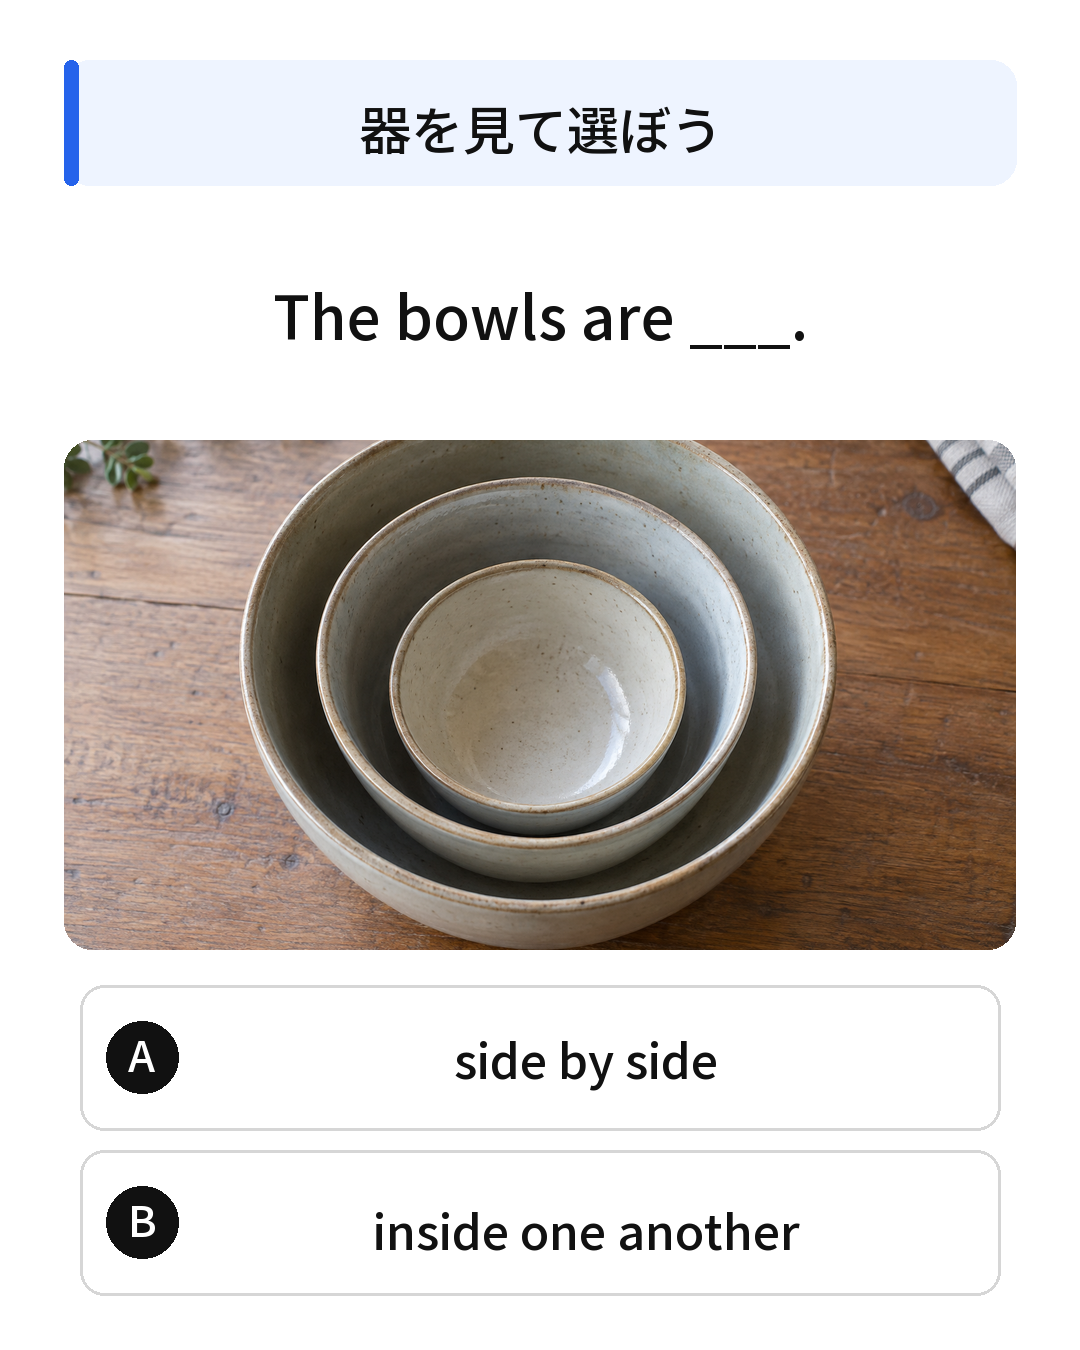 器を見て選ぼう
The bowls are ___.
A
side by side
B
inside one another